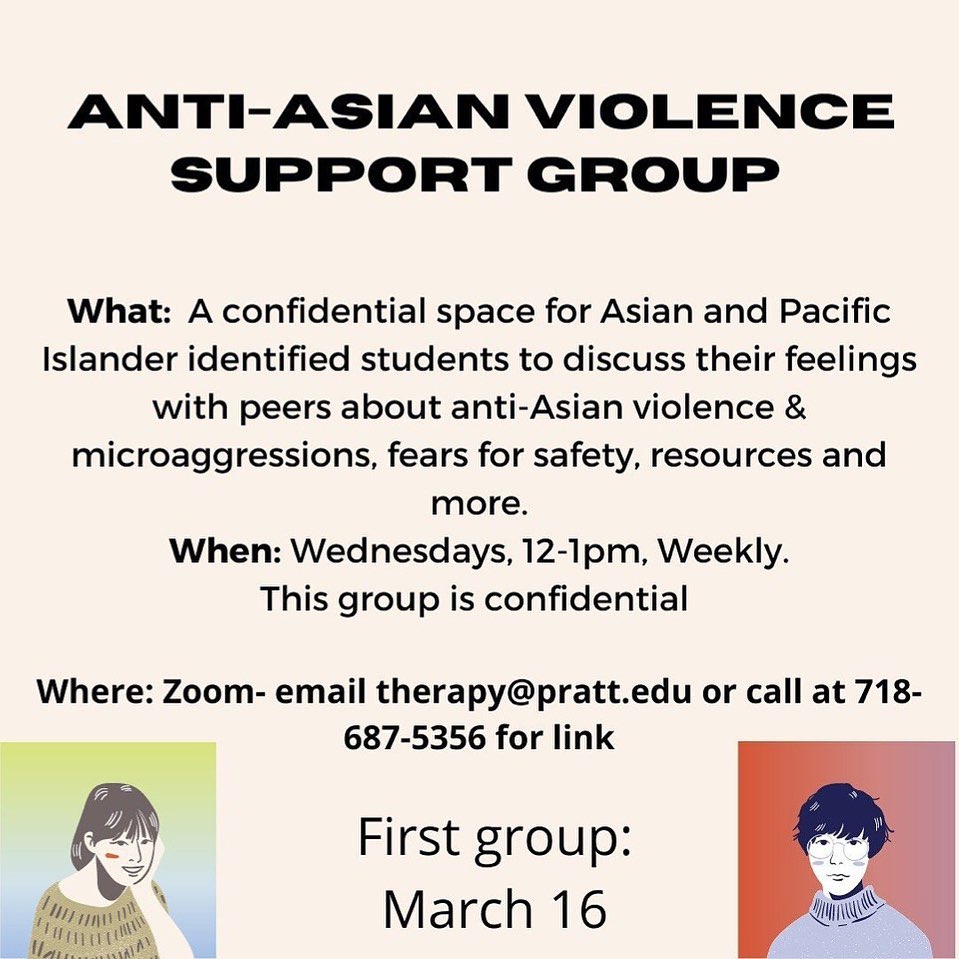 ANTI-ASIAN VIOLENCE
SUPPORT GROUP
What: A confidential space for Asian and Pacific
Islander identified students to discuss their feelings
with peers about anti-Asian violence &
microaggressions, fears for safety, resources and
more.
When: Wednesdays, 12-1pm, Weekly.
This group is confidential
Where: Zoom- email therapy@pratt.edu or call at 718-
687-5356 for link
First group:
March 16